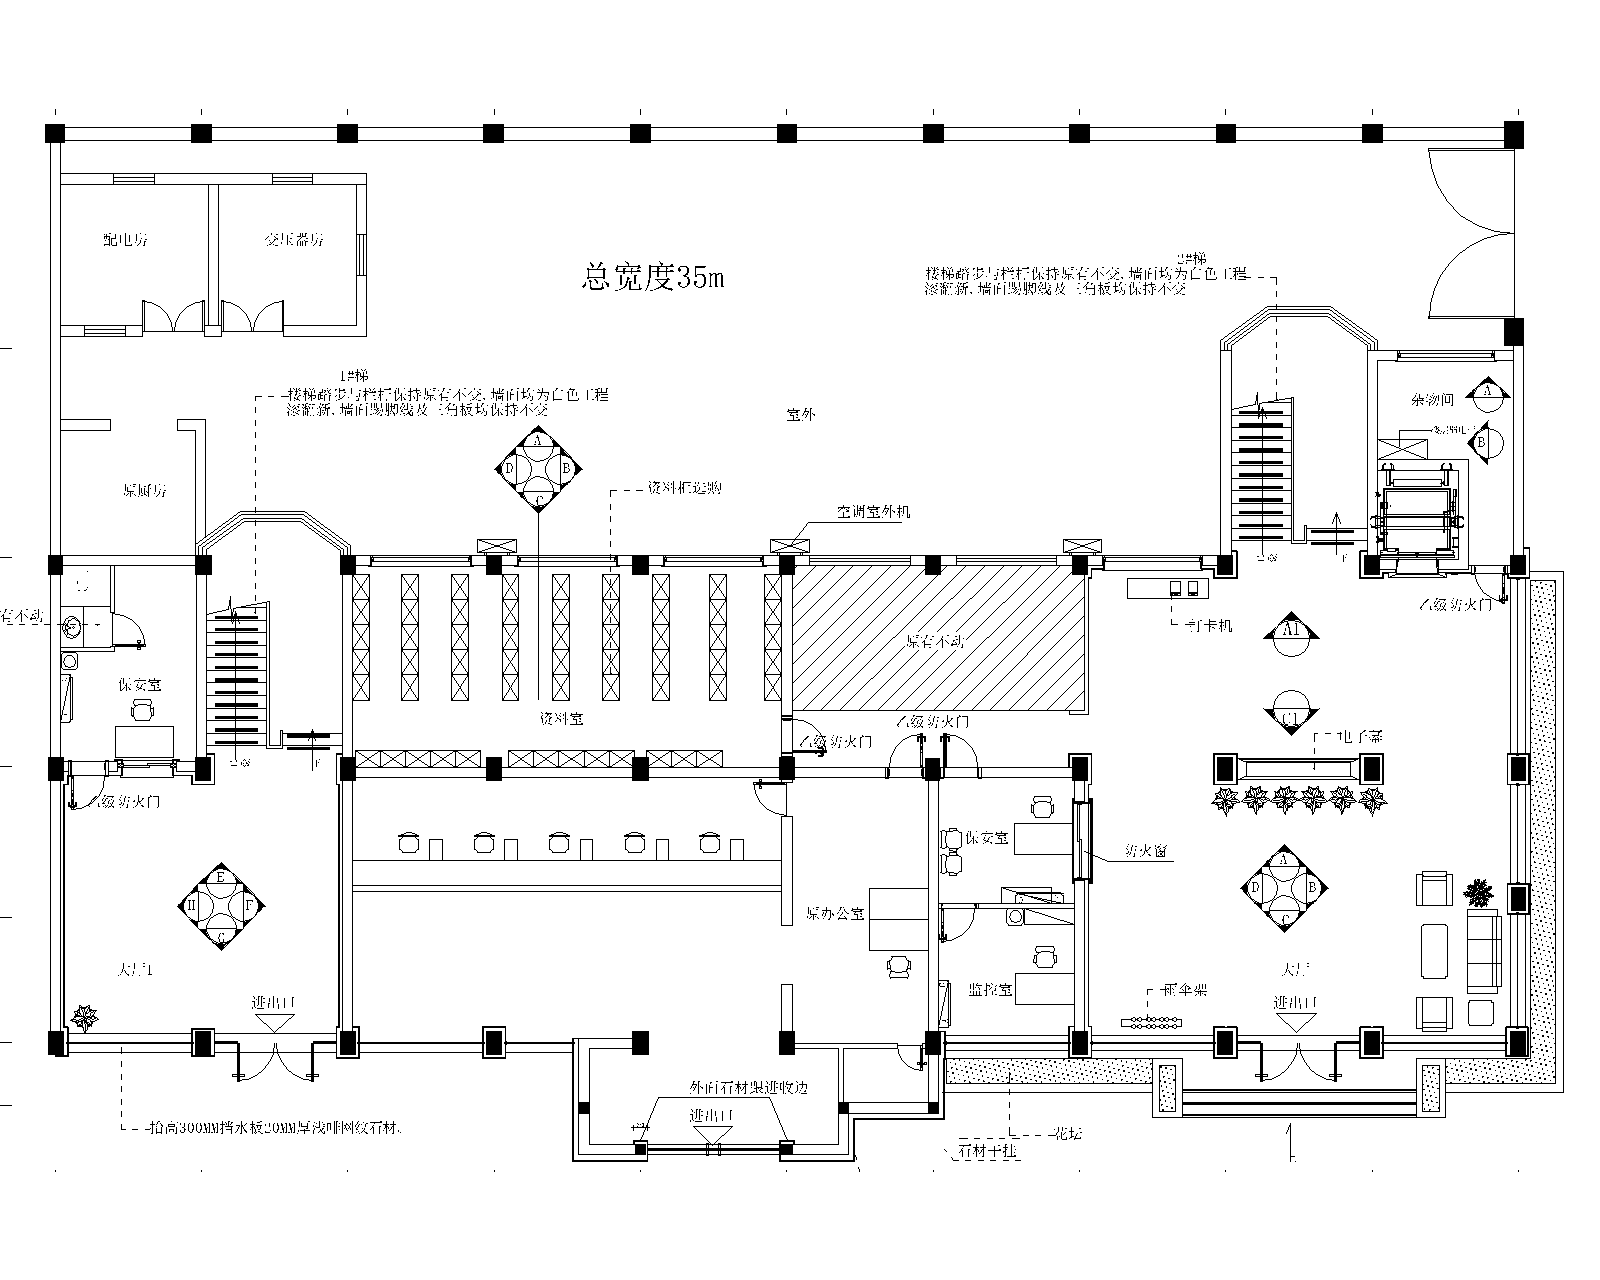 配电房
变压器房
总宽度35m
2#梯
楼梯踏步与栏杆保持原有不变,墙面均为白色工程
漆翻新,墙面踢脚线及三角板均保持不变
1#梯
楼梯踏步与栏杆保持原有不变,墙面均为白色工程
漆翻新,墙面踢脚线及三角板均保持不变
室外
杂物间
A
B
A
D
B
C
原厨房
资料柜选购
空调室外机
乙级防火门
有不动
打卡机
A1
原有不动
保安室
资料室
乙级防火门
C1
乙级防火门
电子幕
下
上
下
上
乙级防火门
保安室
防火窗
E
H
F
G
A
D
B
C
原办公室
大厅1
大厅
监控室
雨伞架
进出口
进出口
外面石材梁进收边
进出口
抬高300MM挡水板20MM厚浅啡网纹石材.
花坛
石材干挂